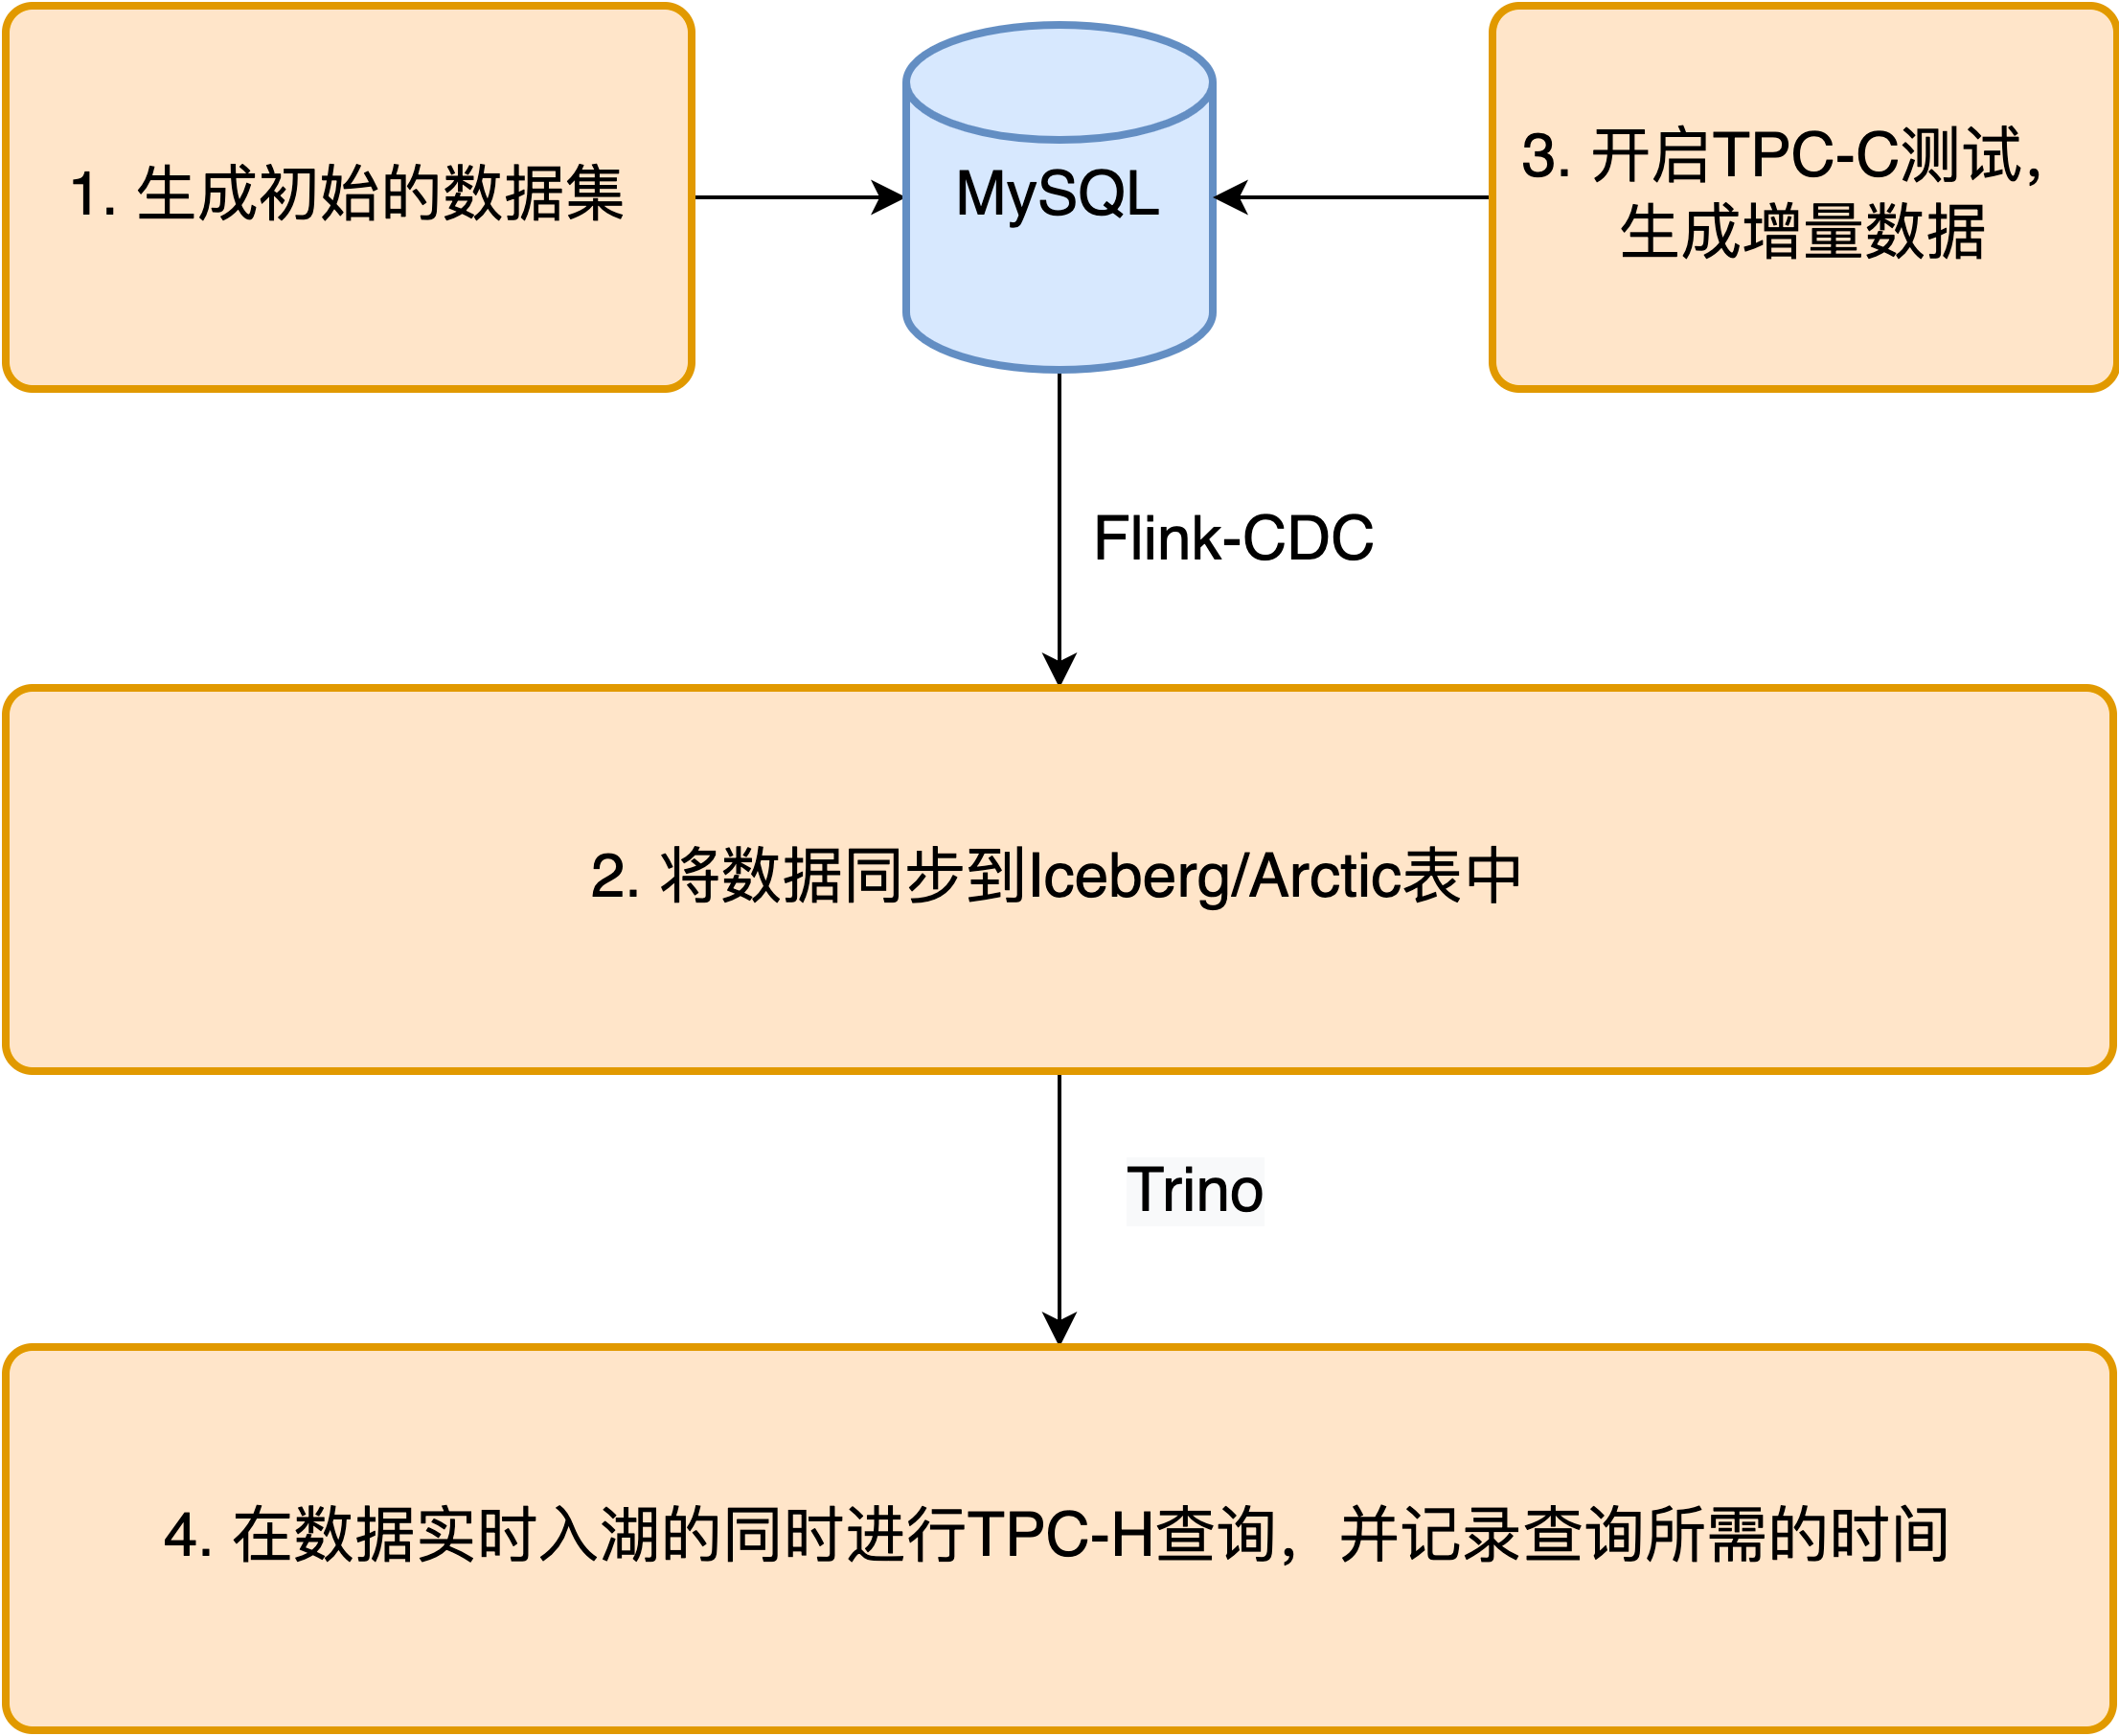 1. 生成初始的数据集
MySQL
3. 开启TPC-C测试，
生成增量数据
Flink-CDC
2. 将数据同步到Iceberg/Arctic表中
Trino
4. 在数据实时入湖的同时进行TPC-H查询，并记录查询所需的时间